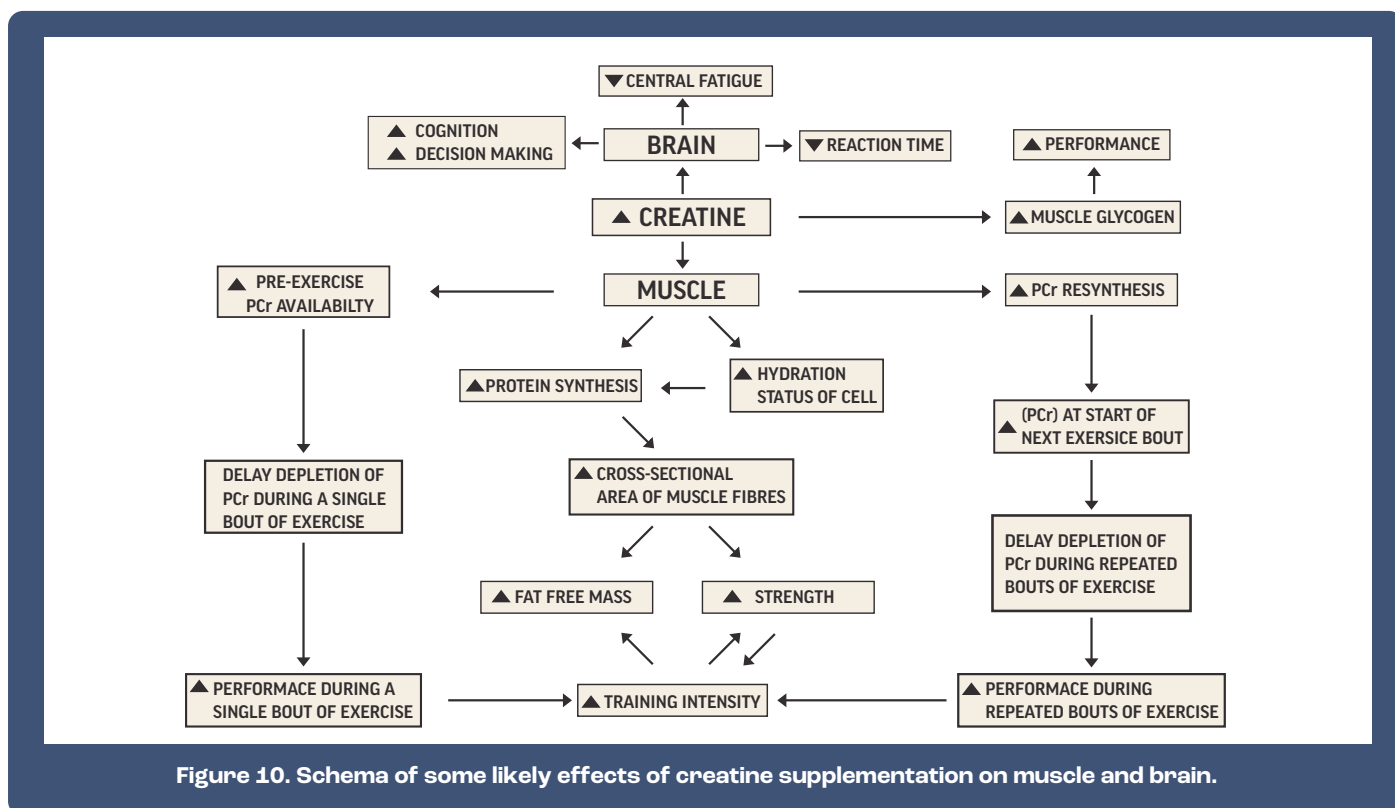 ▼ CENTRAL FATIGUE
▲ COGNITION
▲ DECISION MAKING
BRAIN
▼ REACTION TIME
▲ PERFORMANCE
▲ CREATINE
▲ MUSCLE GLYCOGEN
▲ PRE-EXERCISE
PCr AVAILABILTY
MUSCLE
▲ PCr RESYNTHESIS
▲ PROTEIN SYNTHESIS
▲ HYDRATION
STATUS OF CELL
▲ (PCr) AT START OF
NEXT EXERSICE BOUT
DELAY DEPLETION OF
PCr DURING A SINGLE
BOUT OF EXERCISE
▲ CROSS-SECTIONAL
AREA OF MUSCLE FIBRES
DELAY DEPLETION OF
PCr DURING REPEATED
BOUTS OF EXERCISE
▲ FAT FREE MASS
▲ STRENGTH
▲ PERFORMACE DURING A
SINGLE BOUT OF EXERCISE
▲ TRAINING INTENSITY
▲ PERFORMACE DURING
REPEATED BOUTS OF EXERCISE
Figure 10. Schema of some likely effects of creatine supplementation on muscle and brain.